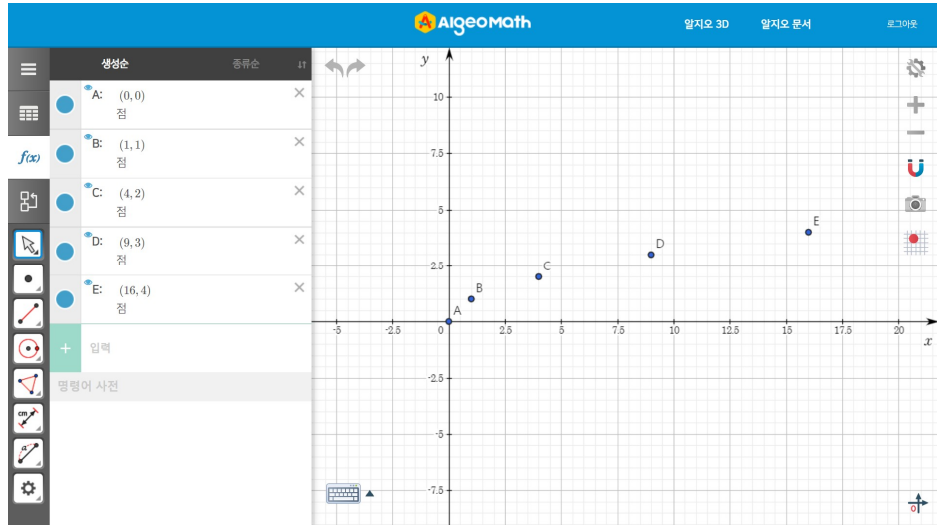 AlgeoMath
알지오 3D
알지오 문서
로그아웃
생성순
종류순
A: (0, 0)
점
B: (1, 1)
점
C: (4, 2)
점
D: (9, 3)
점
E: (16, 4)
점
+ 입력
명령어 사전
f(x)
cm
a
y
10
7.5
5
2.5
-5
-2.5
0
2.5
5
7.5
10
12.5
15
17.5
20
x
-2.5
-5
-7.5
A
B
C
D
E
0